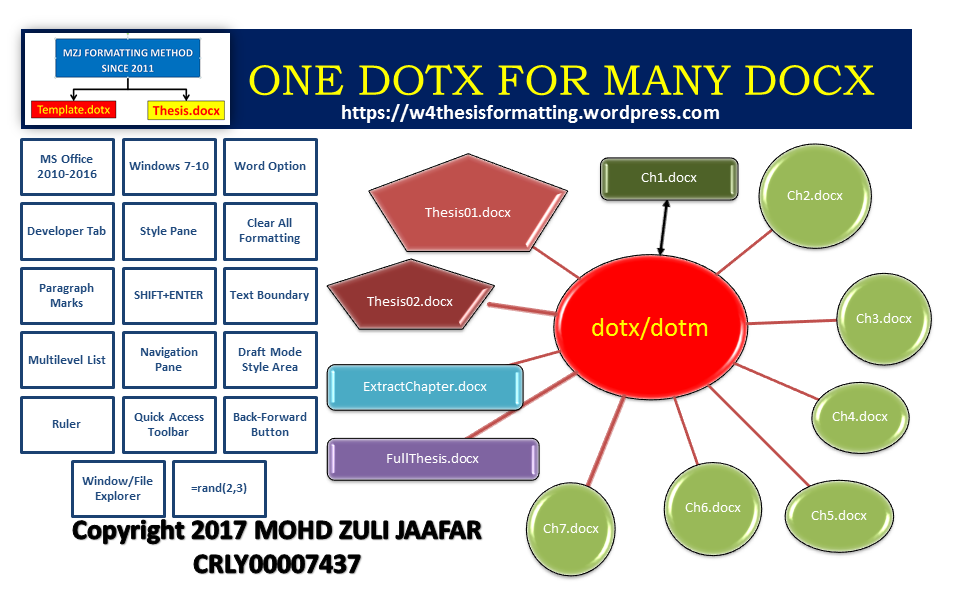 MZJ FORMATTING METHOD
SINCE 2011
Template.dotx
Thesis.docx
ONE DOTX FOR MANY DOCX
https://w4thesisformatting.wordpress.com
MS Office
2010-2016
Windows 7-10
Word Option
Developer Tab
Style Pane
Clear All
Formatting
Paragraph
Marks
SHIFT+ENTER
Text Boundary
Multilevel List
Navigation
Pane
Draft Mode
Style Area
Ruler
Quick Access
Toolbar
Back-Forward
Button
Window/File
Explorer
=rand(2,3)
Thesis01.docx
Thesis02.docx
ExtractChapter.docx
FullThesis.docx
dotx/dotm
Ch1.docx
Ch2.docx
Ch3.docx
Ch4.docx
Ch5.docx
Ch6.docx
Ch7.docx
Copyright 2017 MOHD ZULI JAAFAR
CRLY00007437